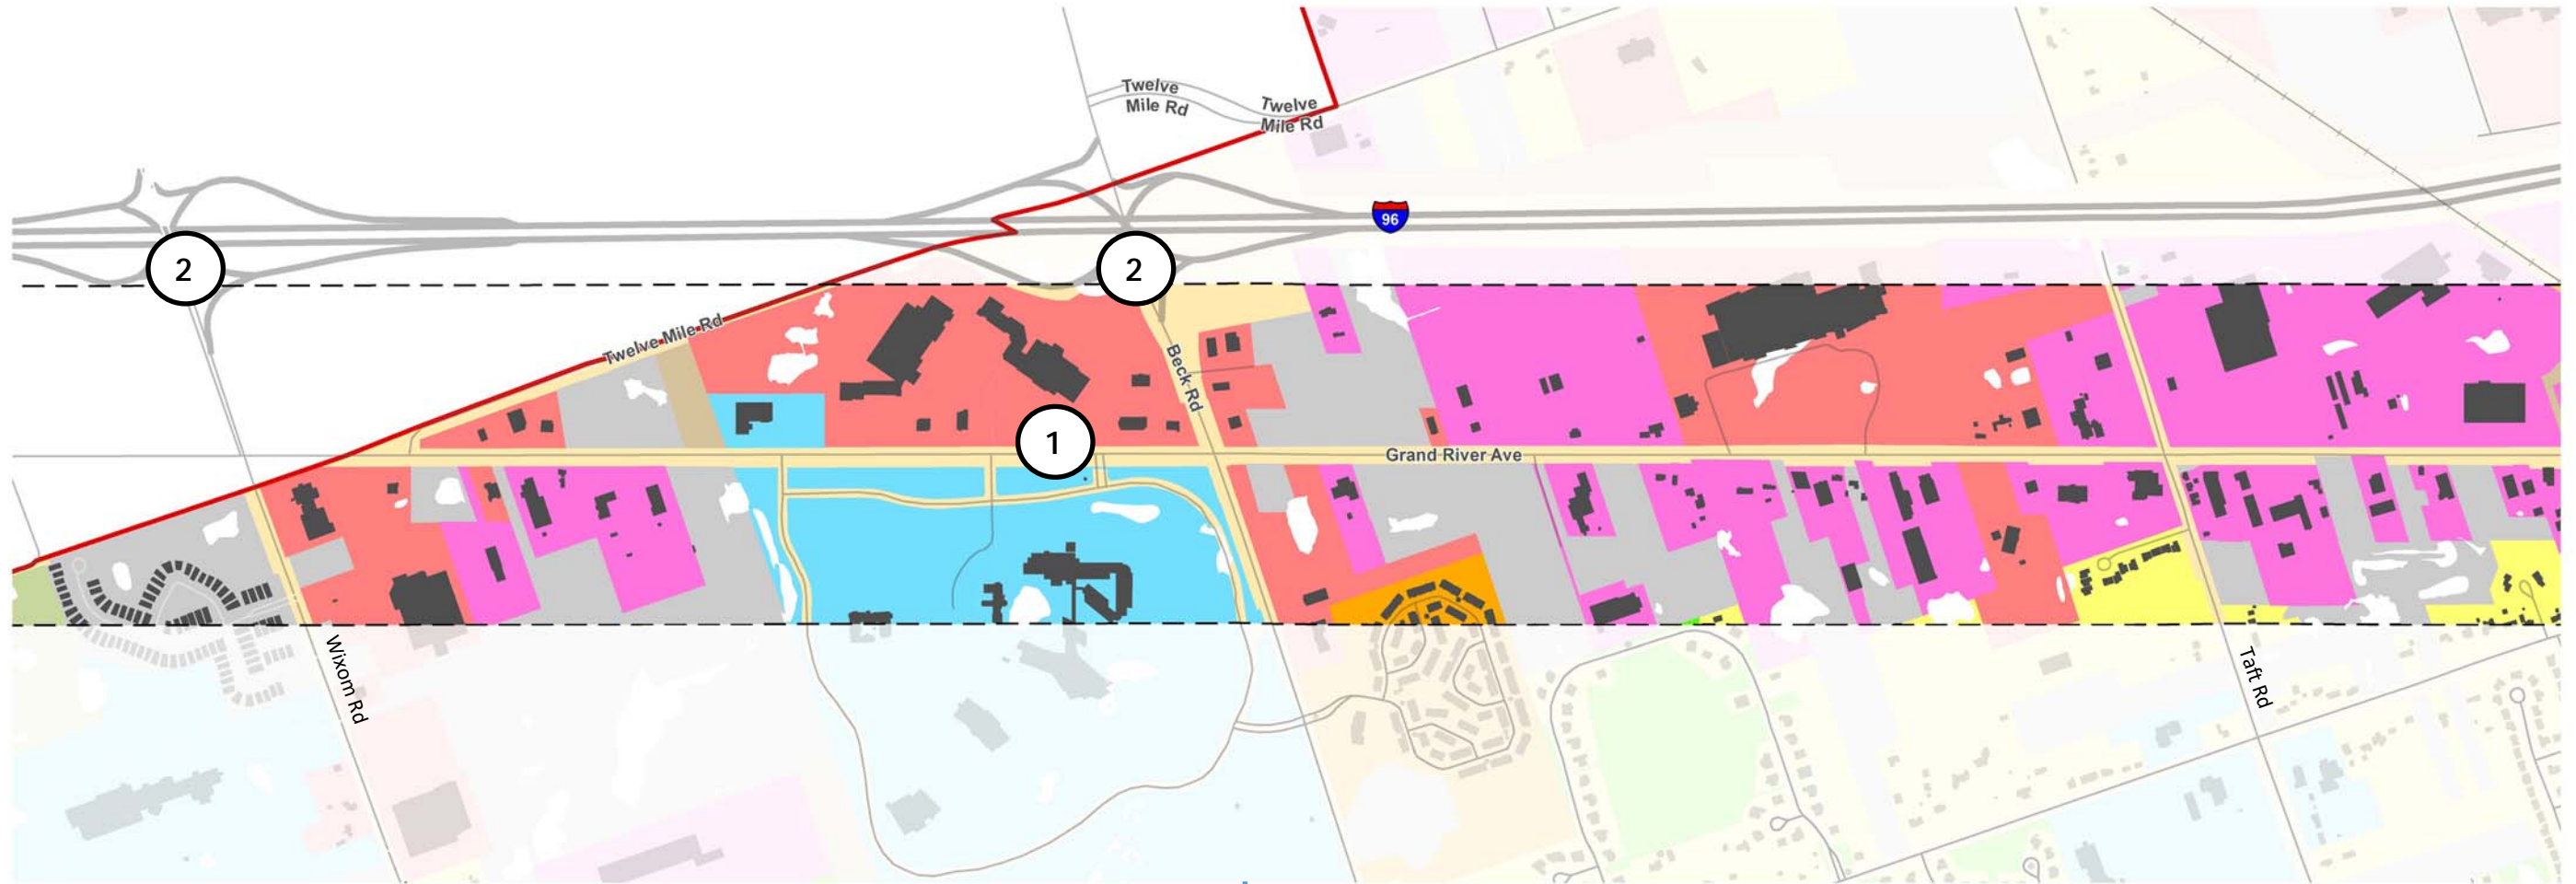 Twelve
Mile Rd
Twelve
Mile Rd
96
2
2
Twelve Mile Rd
Beck Rd
1
Grand River Ave
Wixom Rd
Taft Rd